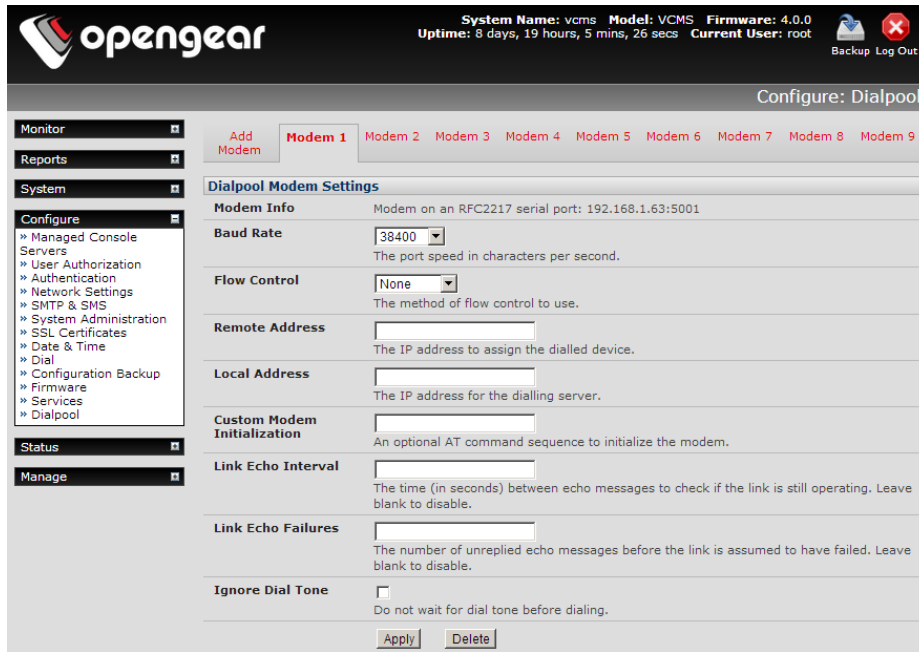 opengear
System Name: vcms Model: VCMS Firmware: 4.0.0
Uptime: 8 days, 19 hours, 5 mins, 26 secs Current User: root
Backup Log Out
Configure: Dialpool
Monitor
Reports
System
Configure
» Managed Console
Servers
» User Authorization
» Authentication
» Network Settings
» SMTP & SMS
» System Administration
» SSL Certificates
» Date & Time
» Dial
» Configuration Backup
» Firmware
» Services
» Dialpool
Status
Manage
Add
Modem
Modem 1 Modem 2 Modem 3 Modem 4 Modem 5 Modem 6 Modem 7 Modem 8 Modem 9
Dialpool Modem Settings
Modem Info
Modem on an RFC2217 serial port: 192.168.1.63:5001
Baud Rate
38400
The port speed in characters per second.
Flow Control
None
The method of flow control to use.
Remote Address
The IP address to assign the dialled device.
Local Address
The IP address for the dialling server.
Custom Modem
Initialization
An optional AT command sequence to initialize the modem.
Link Echo Interval
The time (in seconds) between echo messages to check if the link is still operating. Leave
blank to disable.
Link Echo Failures
The number of unreplied echo messages before the link is assumed to have failed. Leave
blank to disable.
Ignore Dial Tone
Do not wait for dial tone before dialing.
Apply Delete